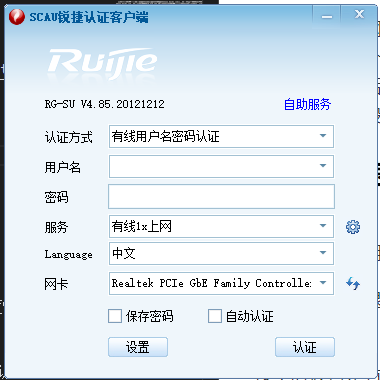 SCAU锐捷认证客户端
Ruijie
RG-SU V4.85.20121212 自助服务
认证方式 有线用户名密码认证
用户名
密码
服务 有线1x上网
Language 中文
网卡 Realtek PCIe GbE Family Controlle
保存密码 自动认证
设置 认证